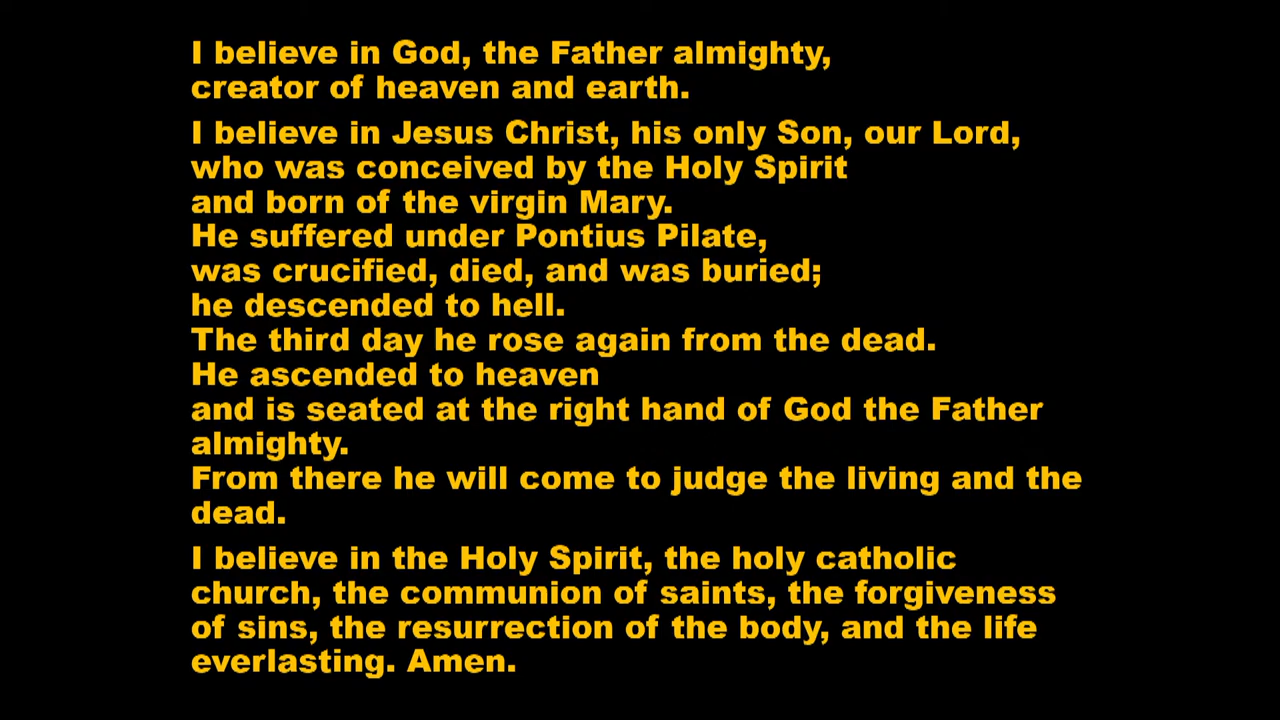 I believe in God, the Father almighty,
creator of heaven and earth.
I believe in Jesus Christ, his only Son, our Lord,
who was conceived by the Holy Spirit
and born of the virgin Mary.
He suffered under Pontius Pilate,
was crucified, died, and was buried;
he descended to hell.
The third day he rose again from the dead.
He ascended to heaven
and is seated at the right hand of God the Father
almighty.
From there he will come to judge the living and the
dead.
I believe in the Holy Spirit, the holy catholic
church, the communion of saints, the forgiveness
of sins, the resurrection of the body, and the life
everlasting. Amen.